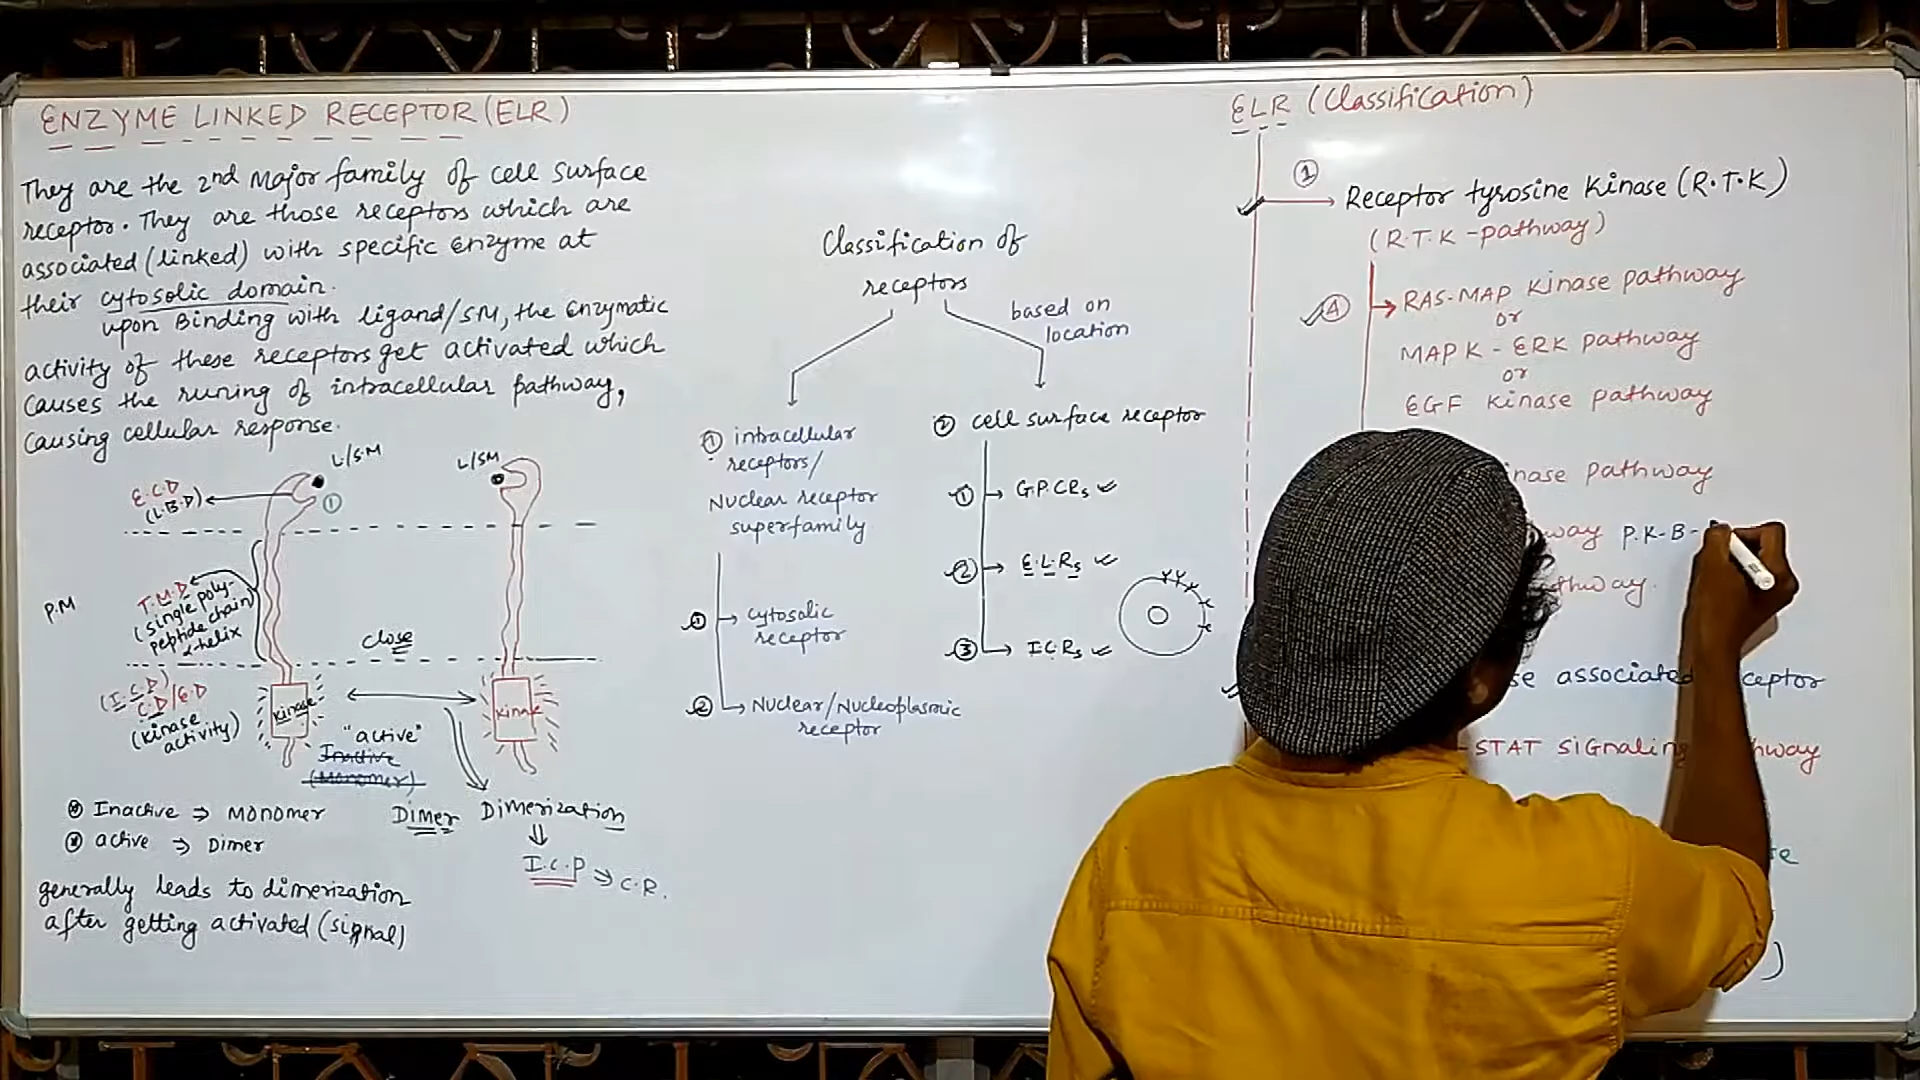 ENZYME LINKED RECEPTOR (ELR)
They are the 2nd Major family of cell surface
receptor. They are those receptors which are
associated (linked) with specific enzyme at
their cytosolic domain.
upon Binding with ligand/SM, the enzymatic
activity of these receptors get activated which
causes the runing of intracellular pathway,
causing cellular response.
L/S.M
L/SM
E.C.D
(L.B.D)
①
P.M
T.M.D
(single poly-
peptide chain)
α-helix
close
(I.C.D)
C.D/E.D
(kinase
activity)
kinase
kinase
"active"
Inactive
(Monomer)
Inactive ⇒ MONOMER
active ⇒ Dimer
Dimer Dimerization
I.C.P ⇒ C.R.
generally leads to dimerization
after getting activated (signal)
Classification of
receptors
based on
location
① intracellular
receptors/
Nuclear receptor
superfamily
① cytosolic
receptor
② Nuclear/Nucleoplasmic
receptor
② cell surface receptor
① G.P.CRs
② E.L.Rs
③ I.C.Rs
ELR (Classification)
① Receptor tyrosine kinase (R.T.K)
(R.T.K - pathway)
A RAS-MAP kinase pathway
or
MAPK - ERK pathway
or
EGF kinase pathway
pathway
P.K-B-
associated
-STAT signaling